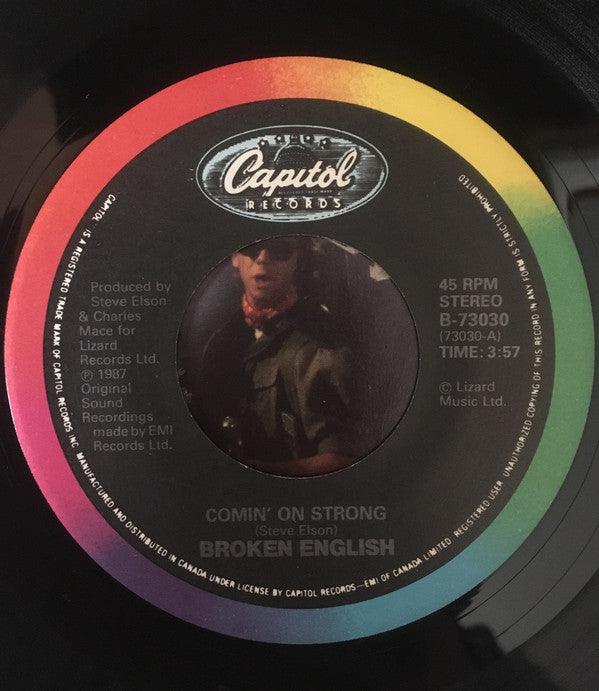 Capitol
RECORDS
Produced by
Steve Elson
& Charles
Mace for
Lizard
Records Ltd.
℗ 1987
Original
Sound
Recordings
made by EMI
Records Ltd.
45 RPM
STEREO
B-73030
(73030-A)
TIME: 3:57
© Lizard
Music Ltd.
COMIN' ON STRONG
(Steve Elson)
BROKEN ENGLISH
CAPITOL IS A REGISTERED TRADE MARK OF CAPITOL RECORDS INC MANUFACTURED AND DISTRIBUTED IN CANADA UNDER LICENSE BY CAPITOL RECORDS—EMI OF CANADA LIMITED. REGISTERED USER UNAUTHORIZED COPYING OF THIS RECORD IN ANY FORM IS STRICTLY PROHIBITED